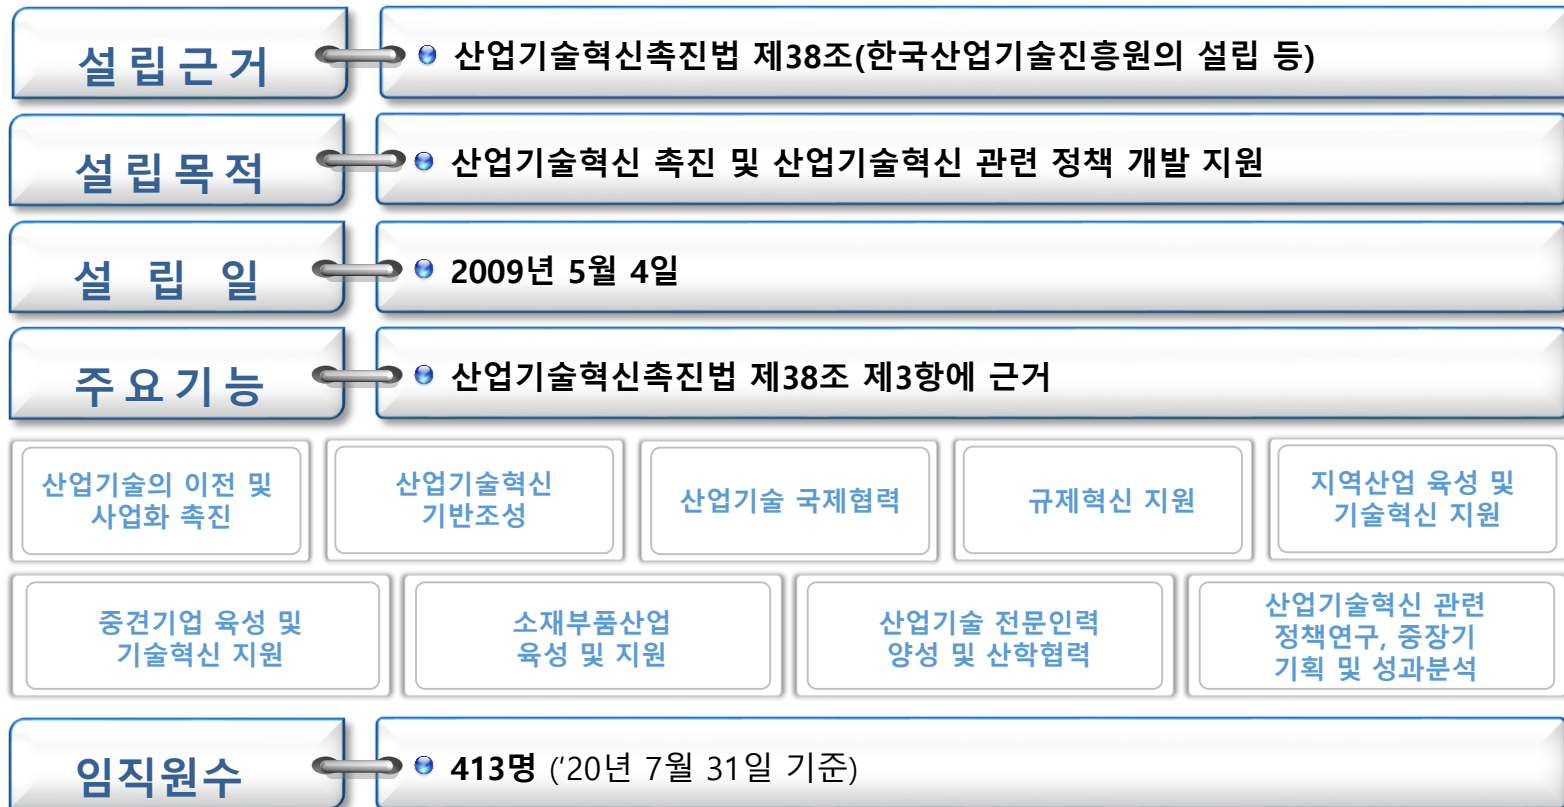 설립근거
산업기술혁신촉진법 제38조(한국산업기술진흥원의 설립 등)
설립목적
산업기술혁신 촉진 및 산업기술혁신 관련 정책 개발 지원
설 립 일
2009년 5월 4일
주요기능
산업기술혁신촉진법 제38조 제3항에 근거
산업기술의 이전 및
사업화 촉진
산업기술혁신
기반조성
산업기술 국제협력
규제혁신 지원
지역산업 육성 및
기술혁신 지원
중견기업 육성 및
기술혁신 지원
소재부품산업
육성 및 지원
산업기술 전문인력
양성 및 산학협력
산업기술혁신 관련
정책연구, 중장기
기획 및 성과분석
임직원수
413명 (‘20년 7월 31일 기준)